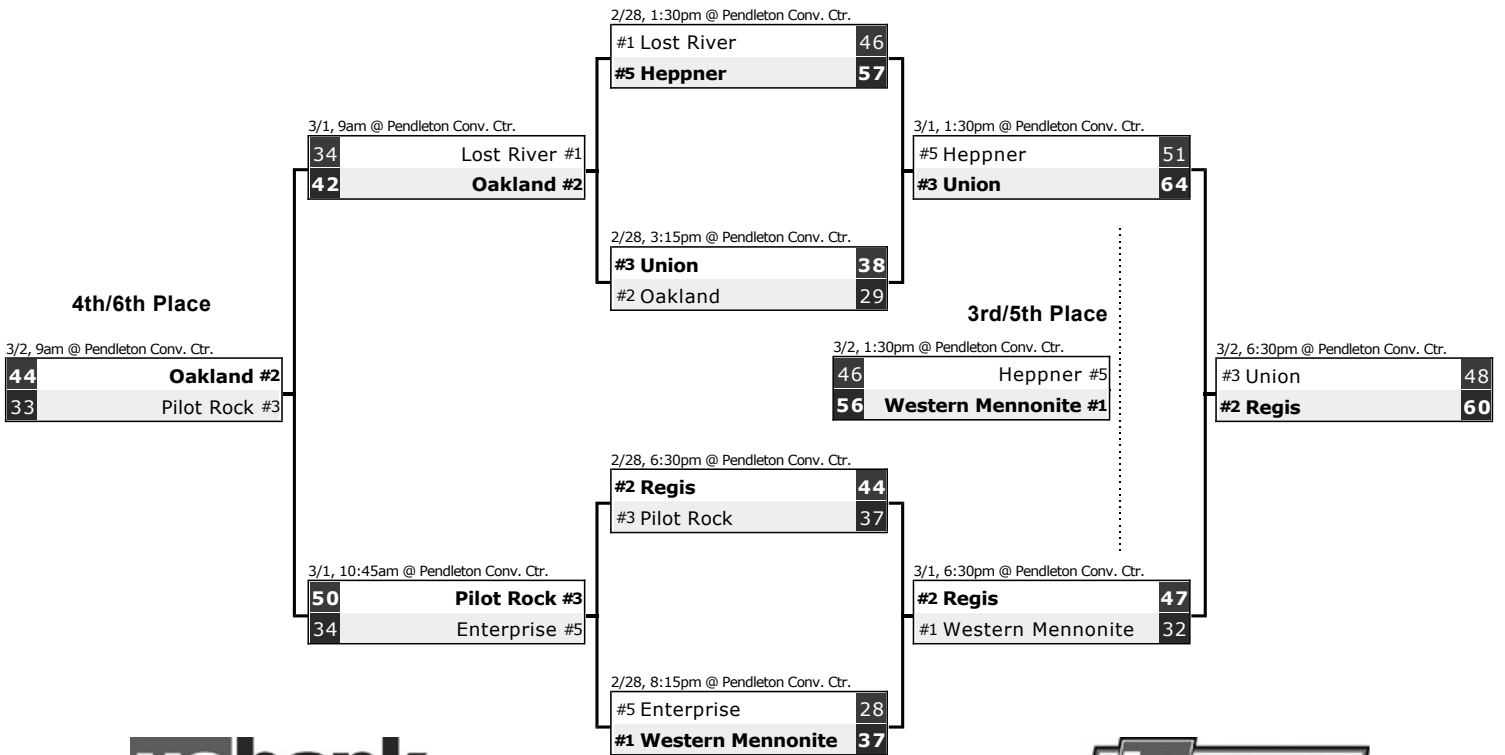 2/28, 1:30pm @ Pendleton Conv. Ctr.
#1 Lost River 46
#5 Heppner 57
3/1, 9am @ Pendleton Conv. Ctr.
34 Lost River #1
42 Oakland #2
3/1, 1:30pm @ Pendleton Conv. Ctr.
#5 Heppner 51
#3 Union 64
2/28, 3:15pm @ Pendleton Conv. Ctr.
#3 Union 38
#2 Oakland 29
4th/6th Place
3/2, 9am @ Pendleton Conv. Ctr.
44 Oakland #2
33 Pilot Rock #3
3rd/5th Place
3/2, 1:30pm @ Pendleton Conv. Ctr.
46 Heppner #5
56 Western Mennonite #1
3/2, 6:30pm @ Pendleton Conv. Ctr.
#3 Union 48
#2 Regis 60
2/28, 6:30pm @ Pendleton Conv. Ctr.
#2 Regis 44
#3 Pilot Rock 37
3/1, 10:45am @ Pendleton Conv. Ctr.
50 Pilot Rock #3
34 Enterprise #5
3/1, 6:30pm @ Pendleton Conv. Ctr.
#2 Regis 47
#1 Western Mennonite 32
2/28, 8:15pm @ Pendleton Conv. Ctr.
#5 Enterprise 28
#1 Western Mennonite 37